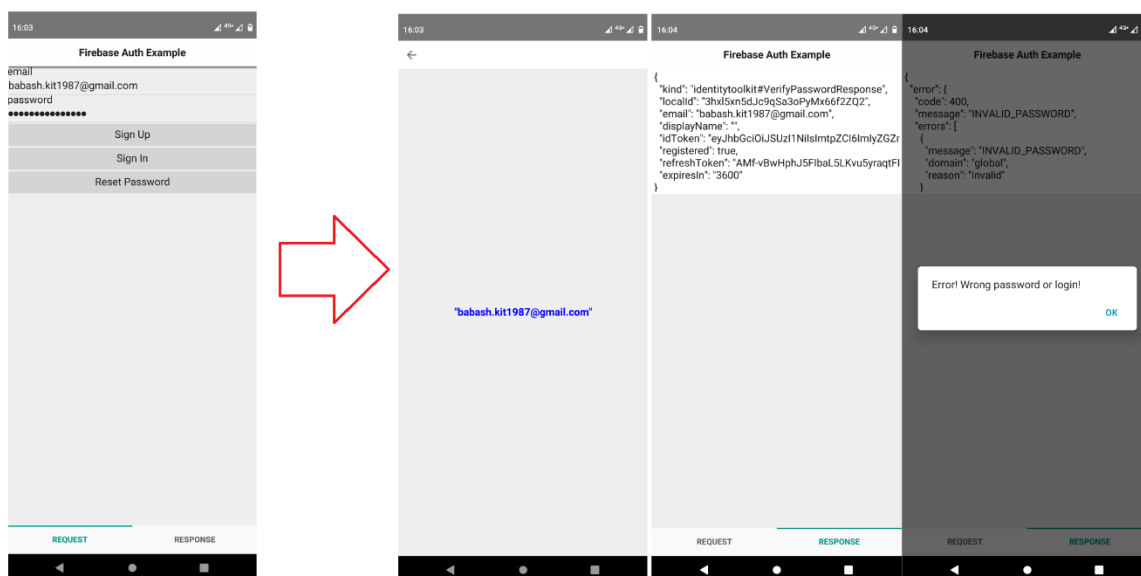 16:03
Firebase Auth Example
email
babash.kit1987@gmail.com
password
●●●●●●●●●●●●●●●
Sign Up
Sign In
Reset Password
REQUEST RESPONSE
16:03
"babash.kit1987@gmail.com"
16:04
Firebase Auth Example
{
"kind": "identitytoolkit#VerifyPasswordResponse",
"localId": "3hxl5xn5dJc9qSa3oPyMx66f2ZQ2",
"email": "babash.kit1987@gmail.com",
"displayName": "",
"idToken": "eyJhbGciOiJSUzI1NiIsImtpZCI6ImIyZGZr
"registered": true,
"refreshToken": "AMf-vBwHphJ5FIbaL5LKvu5yraqtFI
"expiresIn": "3600"
}
REQUEST RESPONSE
16:04
Firebase Auth Example
{
"error": {
"code": 400,
"message": "INVALID_PASSWORD",
"errors": [
{
"message": "INVALID_PASSWORD",
"domain": "global",
"reason": "invalid"
}
Error! Wrong password or login!
OK
REQUEST RESPONSE